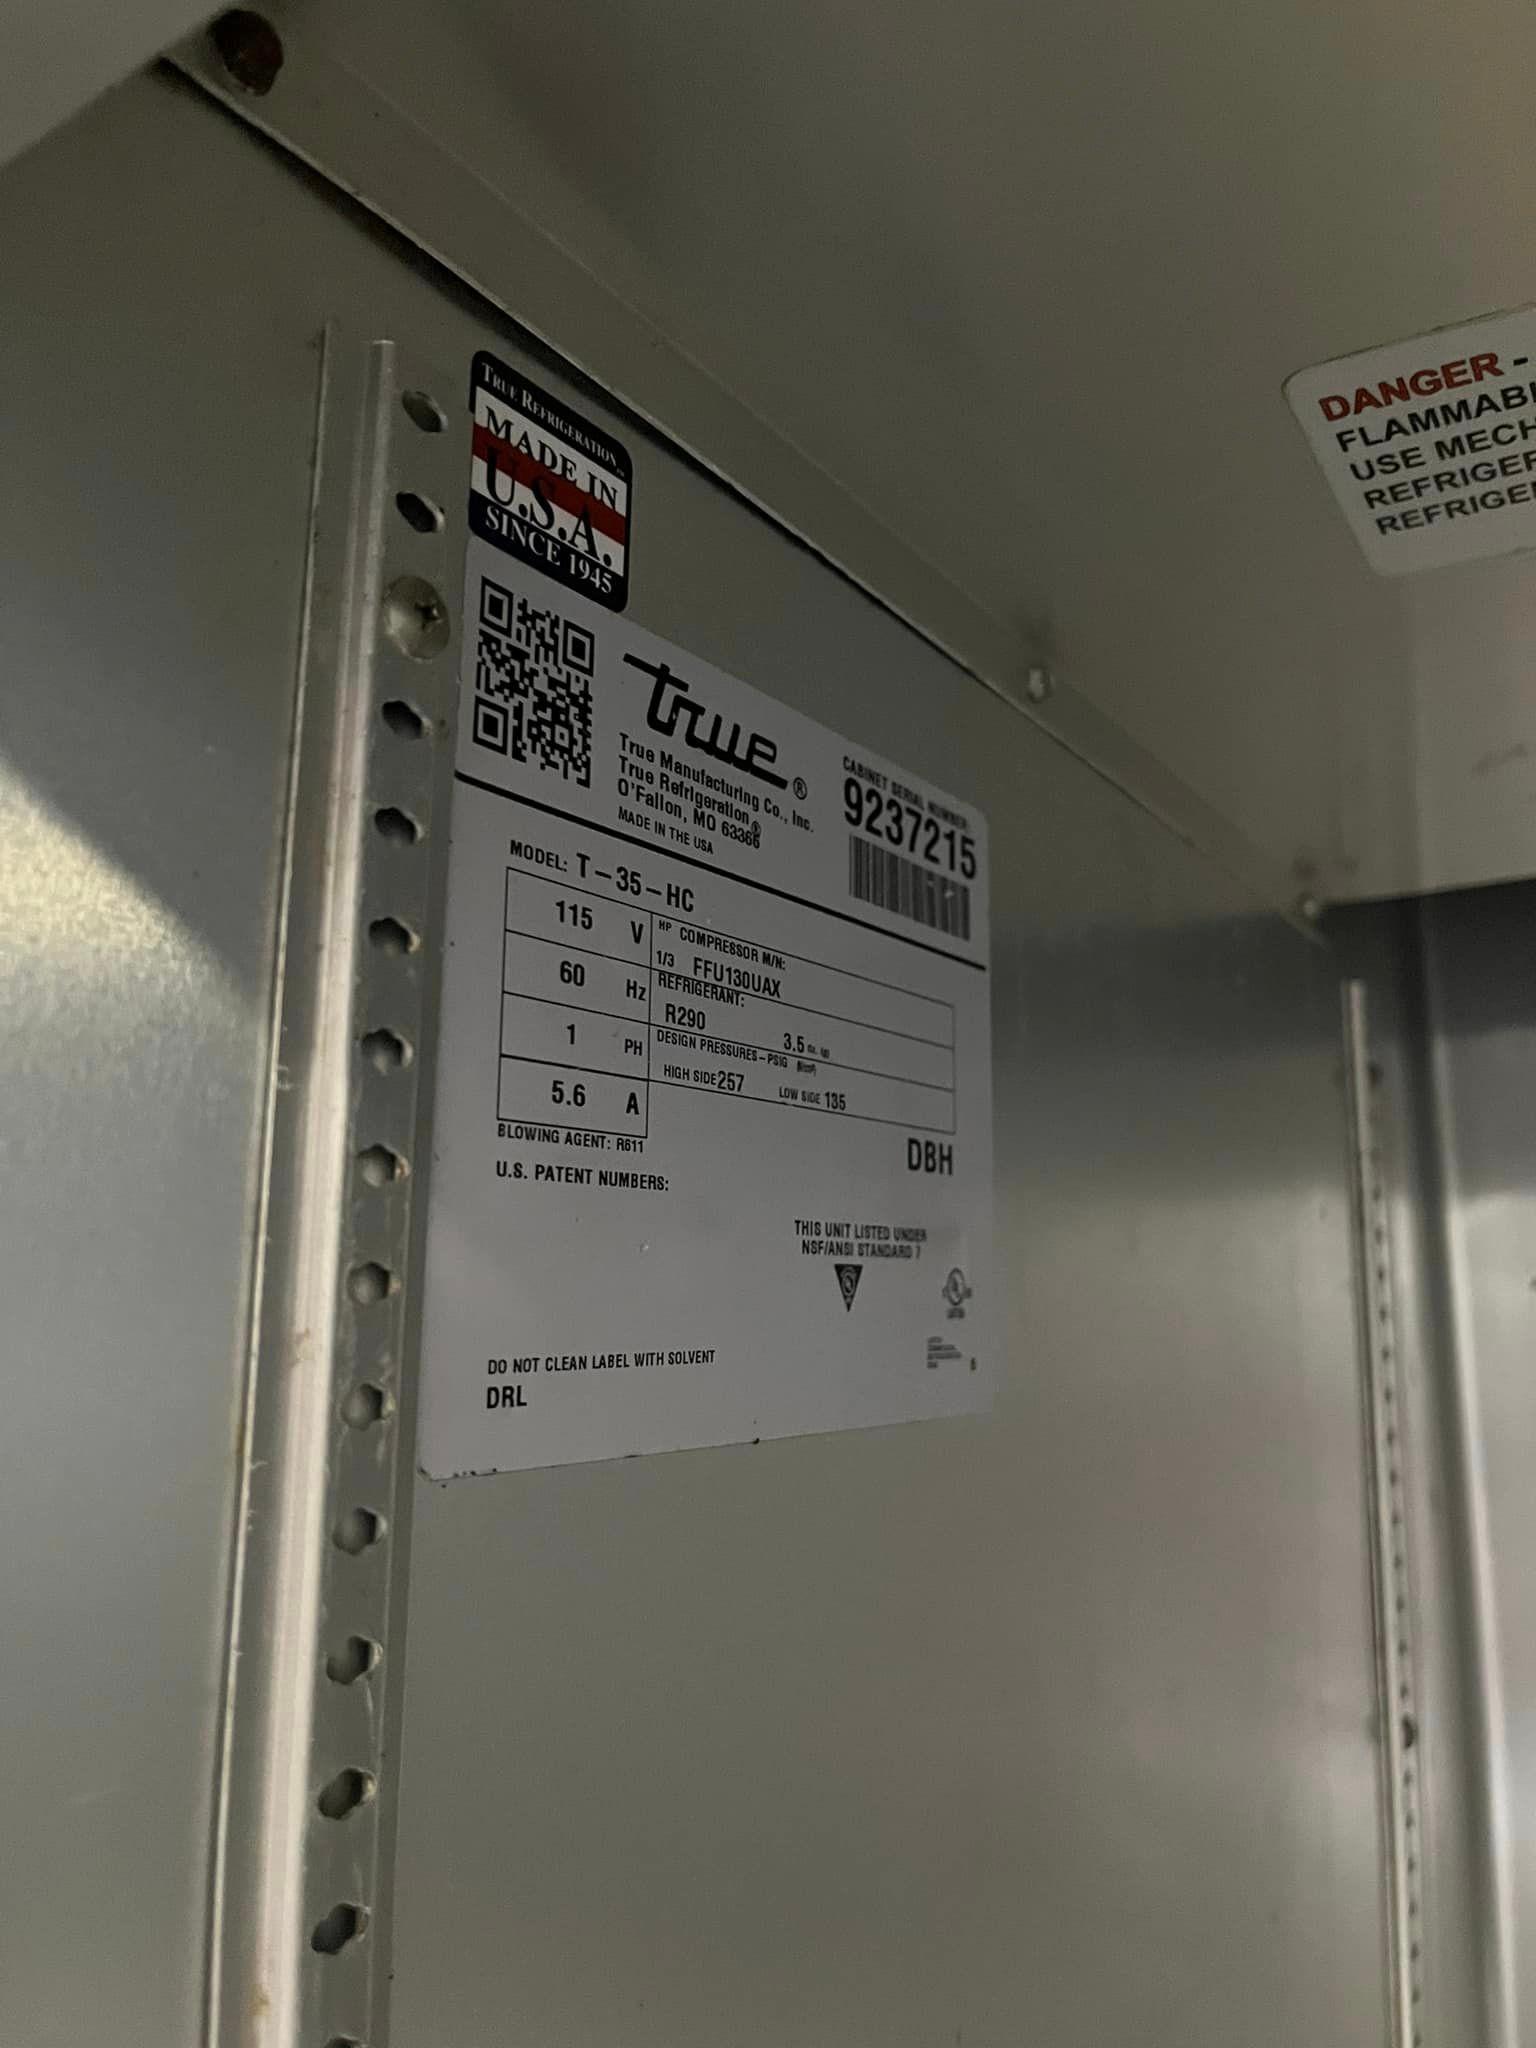 TRUE REFRIGERATION
MADE IN
U.S.A.
SINCE 1945
true®
True Manufacturing Co., Inc.
True Refrigeration®
O'Fallon, MO 63366
MADE IN THE USA
CABINET SERIAL NUMBER:
9237215
MODEL: T-35-HC
115 V
60 Hz
1 PH
5.6 A
HP COMPRESSOR M/N:
1/3 FFU130UAX
REFRIGERANT:
R290 3.5 oz.
DESIGN PRESSURES-PSIG
HIGH SIDE 257 LOW SIDE 135
BLOWING AGENT: R611
DBH
U.S. PATENT NUMBERS:
THIS UNIT LISTED UNDER
NSF/ANSI STANDARD 7
DO NOT CLEAN LABEL WITH SOLVENT
DRL
DANGER -
FLAMMAB
USE MECH
REFRIGER
REFRIGE